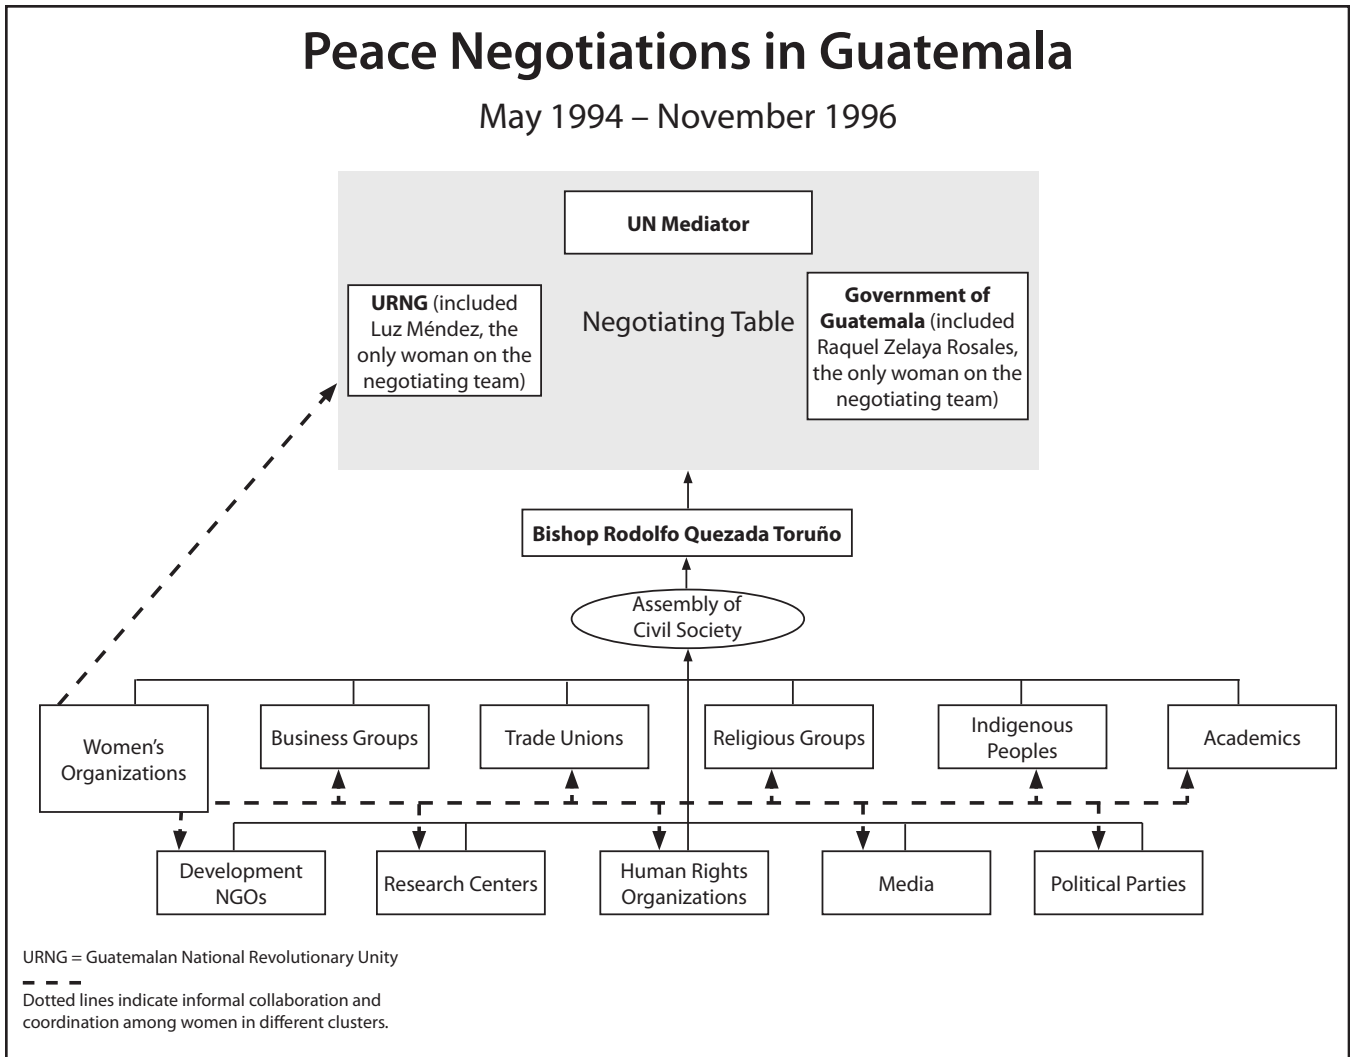 Peace Negotiations in Guatemala
May 1994 – November 1996
UN Mediator
URNG (included
Luz Méndez, the
only woman on the
negotiating team)
Negotiating Table
Government of
Guatemala (included
Raquel Zelaya Rosales,
the only woman on the
negotiating team)
Bishop Rodolfo Quezada Toruño
Assembly of
Civil Society
Women's
Organizations
Business Groups
Trade Unions
Religious Groups
Indigenous
Peoples
Academics
Development
NGOs
Research Centers
Human Rights
Organizations
Media
Political Parties
URNG = Guatemalan National Revolutionary Unity
Dotted lines indicate informal collaboration and
coordination among women in different clusters.